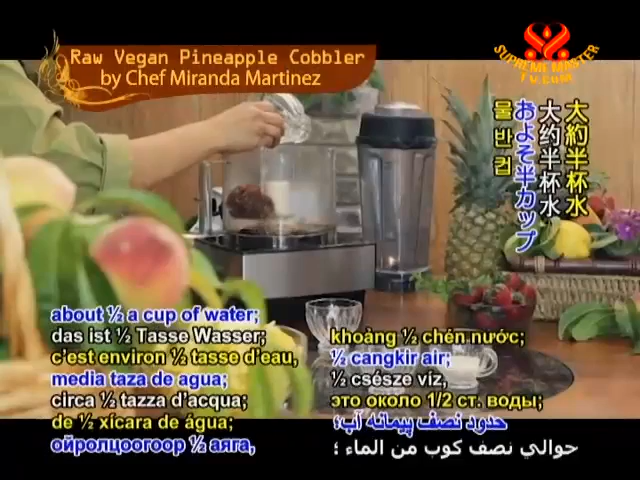 Raw Vegan Pineapple Cobbler
by Chef Miranda Martinez
SUPREME MASTER
TV.COM
大約半杯水
大约半杯水
およそ半カップ
물 반 컵
about ½ a cup of water;
das ist ½ Tasse Wasser;
c'est environ ½ tasse d'eau,
media taza de agua;
circa ½ tazza d'acqua;
de ½ xícara de água;
ойролцоогоор ½ аяга,
khoảng ½ chén nước;
½ cangkir air;
½ csésze víz,
это около 1/2 ст. воды;
حدود نصف پیمانه آب؛
حوالي نصف كوب من الماء ؛